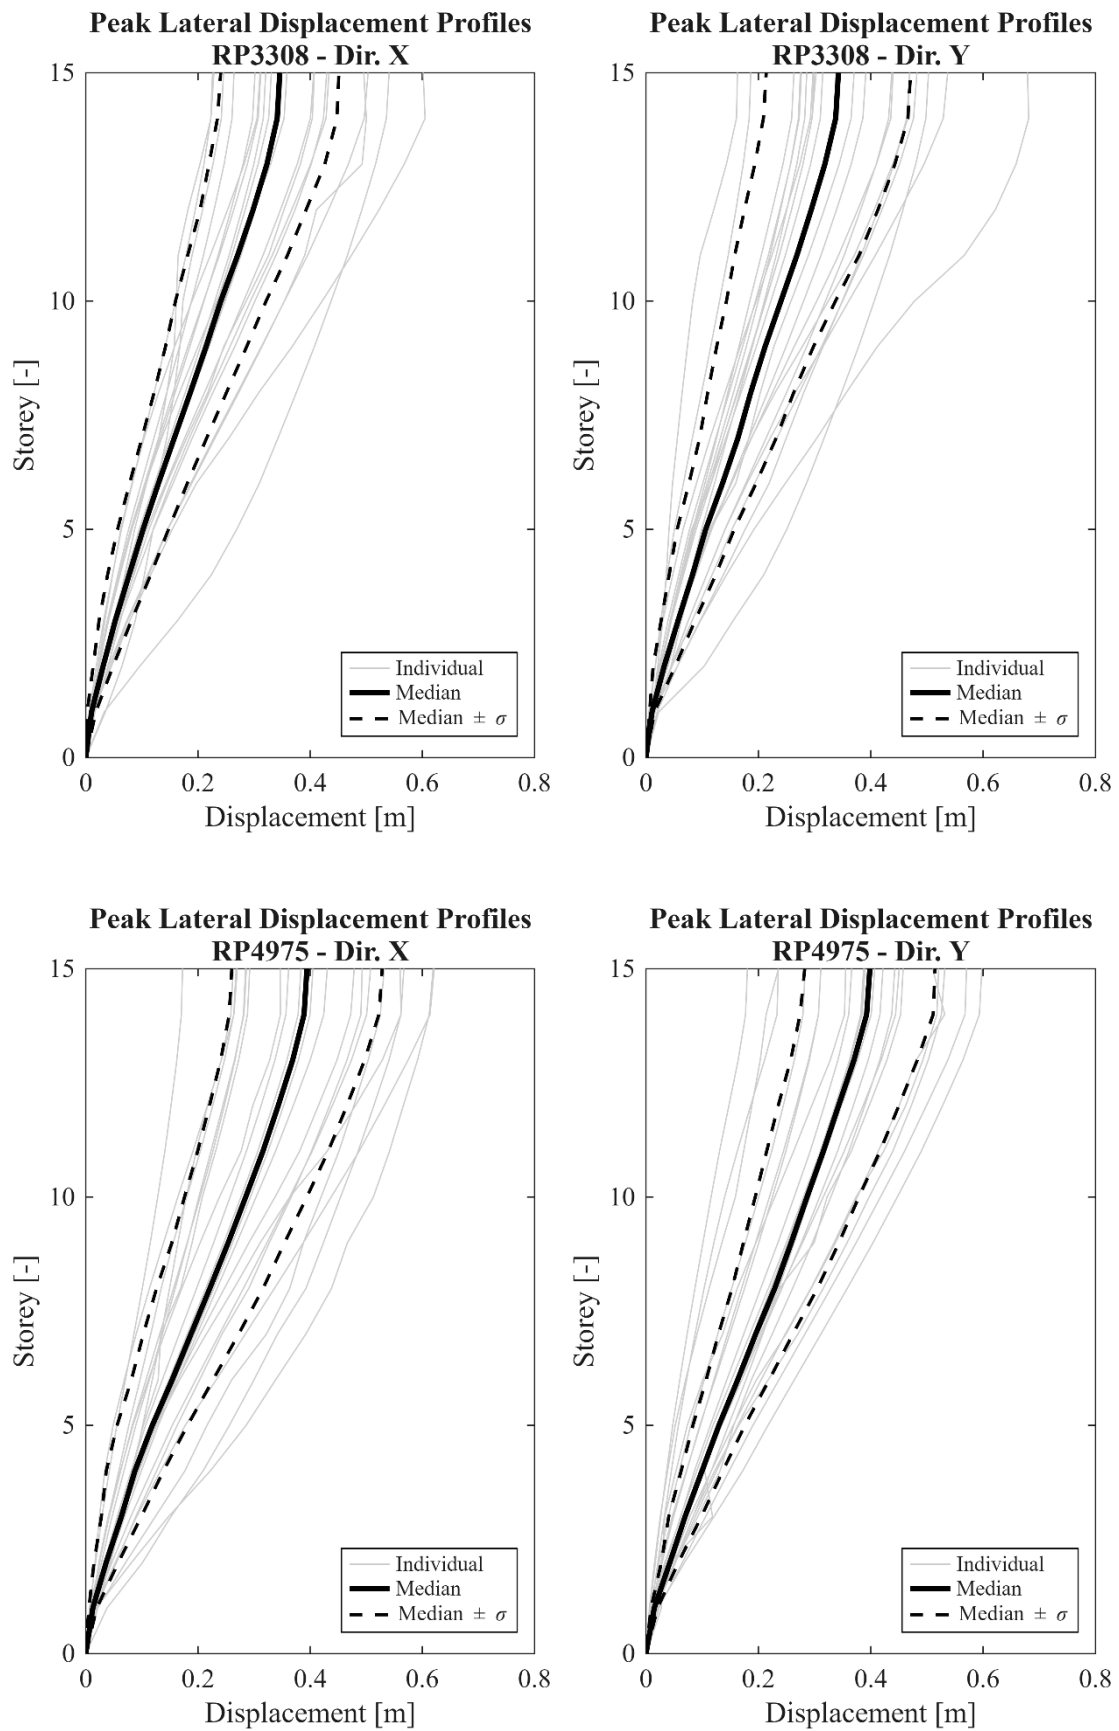 Peak Lateral Displacement Profiles
RP3308 - Dir. X
15
10
5
0
Storey [-]
Individual
Median
Median ± σ
0 0.2 0.4 0.6 0.8
Displacement [m]
Peak Lateral Displacement Profiles
RP3308 - Dir. Y
15
10
5
0
Storey [-]
Individual
Median
Median ± σ
0 0.2 0.4 0.6 0.8
Displacement [m]
Peak Lateral Displacement Profiles
RP4975 - Dir. X
15
10
5
0
Storey [-]
Individual
Median
Median ± σ
0 0.2 0.4 0.6 0.8
Displacement [m]
Peak Lateral Displacement Profiles
RP4975 - Dir. Y
15
10
5
0
Storey [-]
Individual
Median
Median ± σ
0 0.2 0.4 0.6 0.8
Displacement [m]